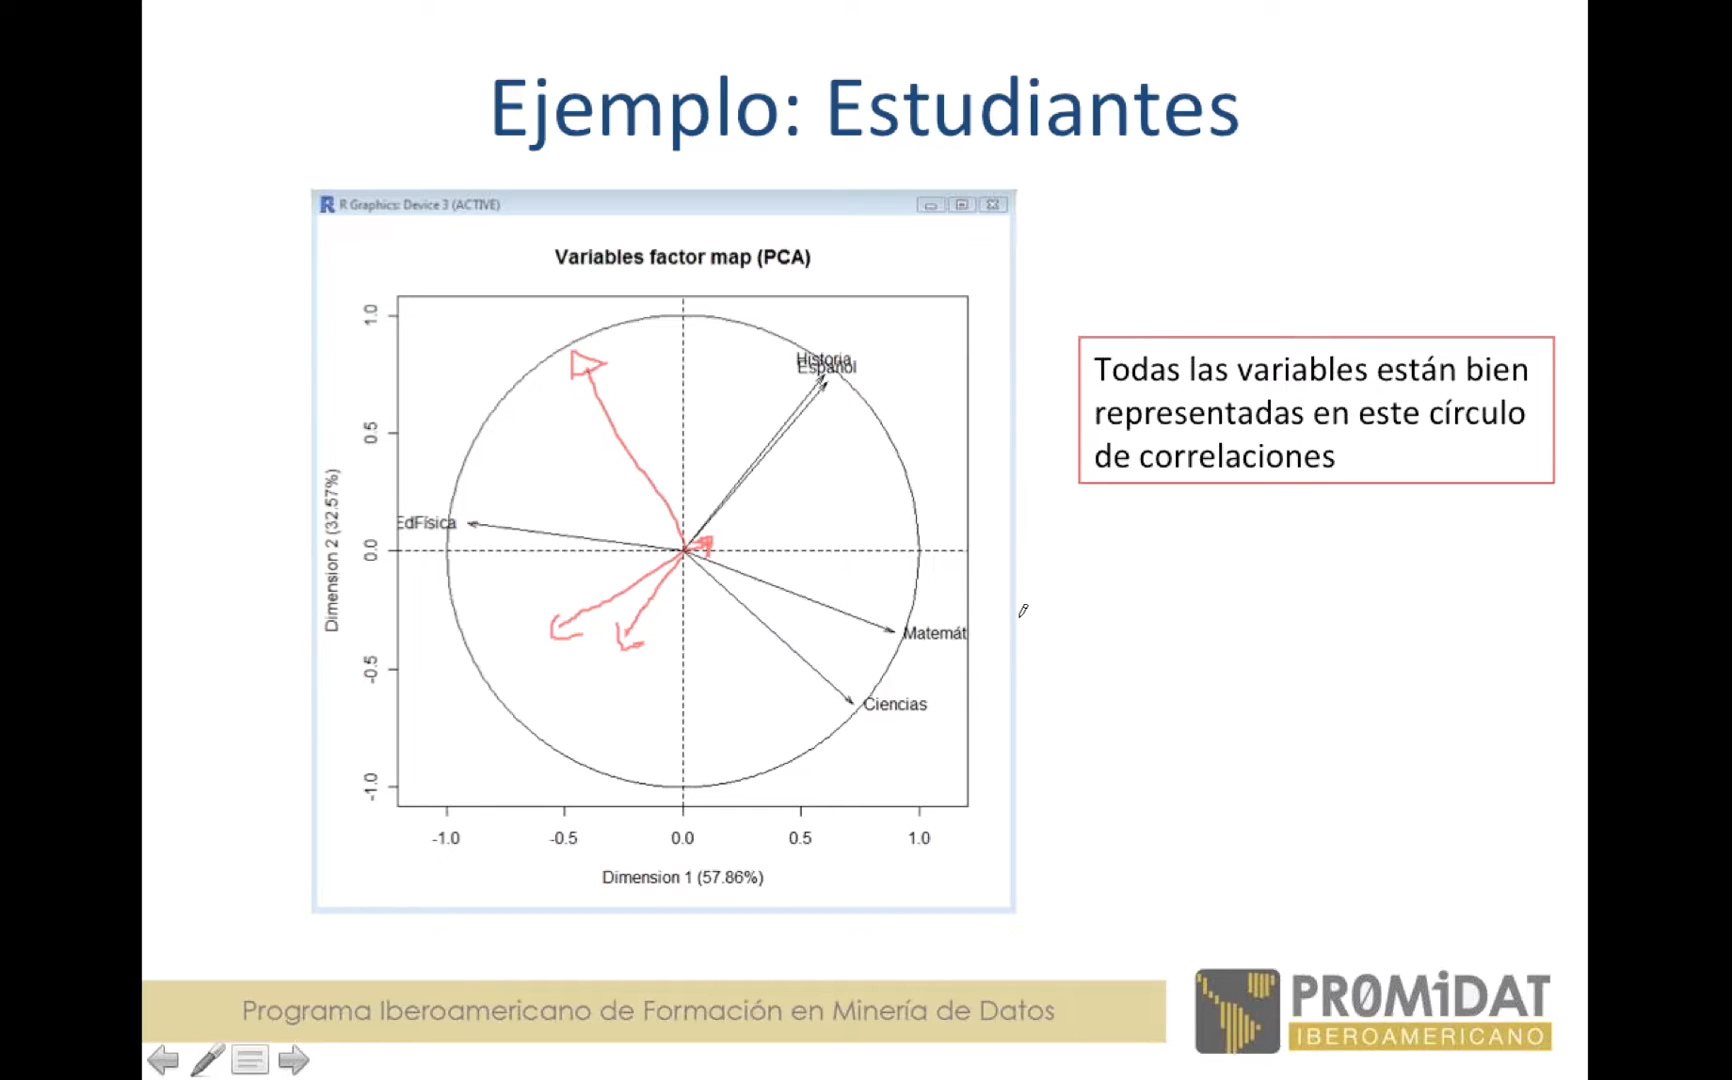 Ejemplo: Estudiantes
R Graphics: Device 3 (ACTIVE)
Variables factor map (PCA)
Dimension 2 (32.57%)
1.0
0.5
0.0
-0.5
-1.0
Historia
Español
EdFísica
Matemát
Ciencias
-1.0
-0.5
0.0
0.5
1.0
Dimension 1 (57.86%)
Todas las variables están bien
representadas en este círculo
de correlaciones
Programa Iberoamericano de Formación en Minería de Datos
PR0MiDAT
IBEROAMERICANO